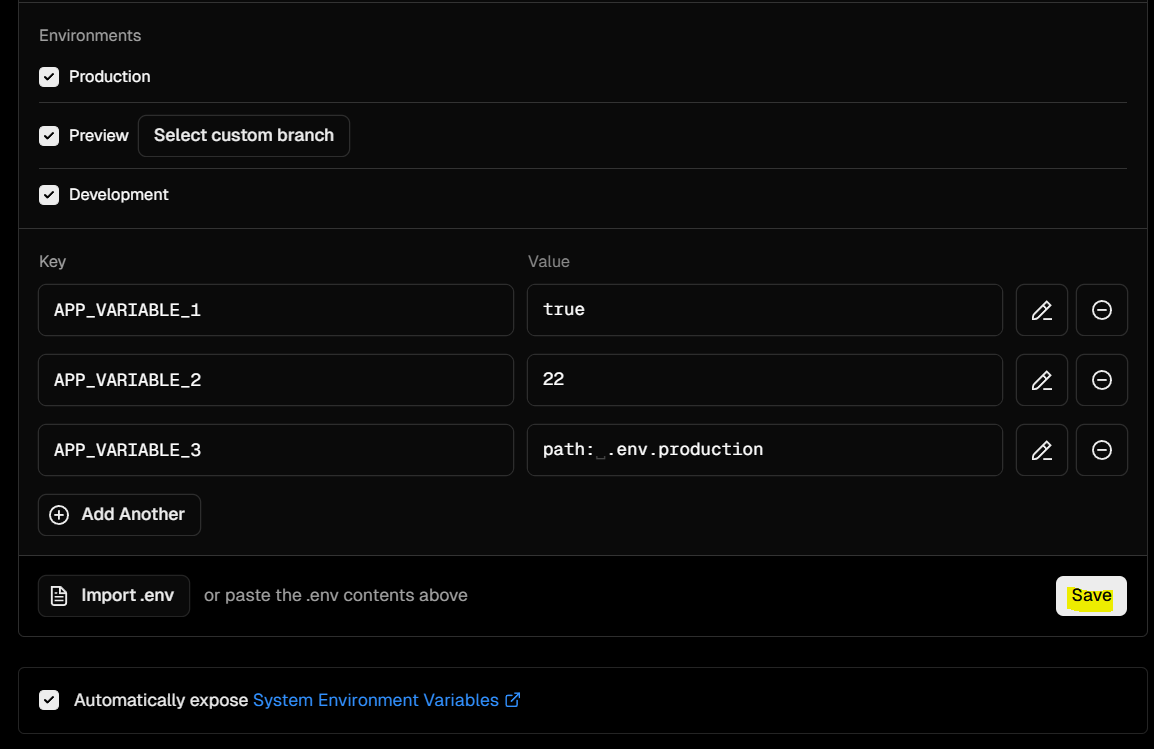 Environments
Production
Preview Select custom branch
Development
Key Value
APP_VARIABLE_1 true
APP_VARIABLE_2 22
APP_VARIABLE_3 path:␣.env.production
Add Another
Import .env or paste the .env contents above Save
Automatically expose System Environment Variables